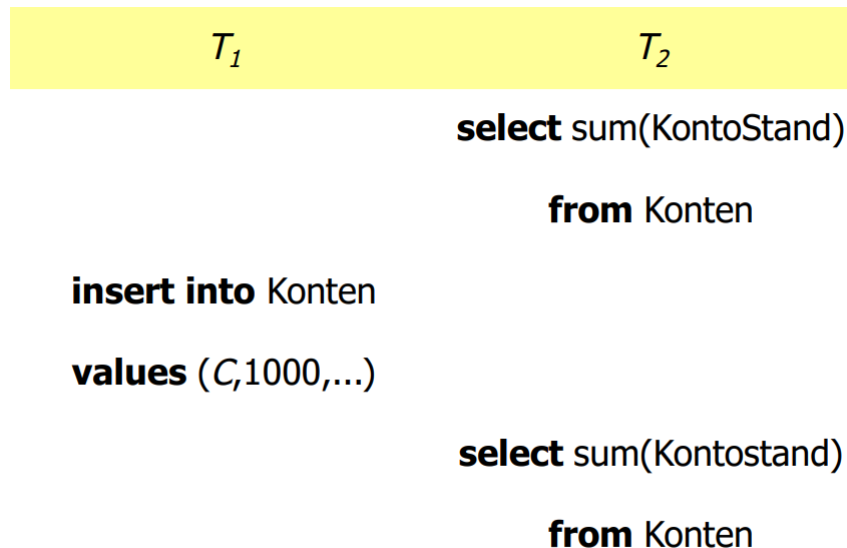 T1 T2
select sum(KontoStand)
from Konten
insert into Konten
values (C,1000,...)
select sum(Kontostand)
from Konten